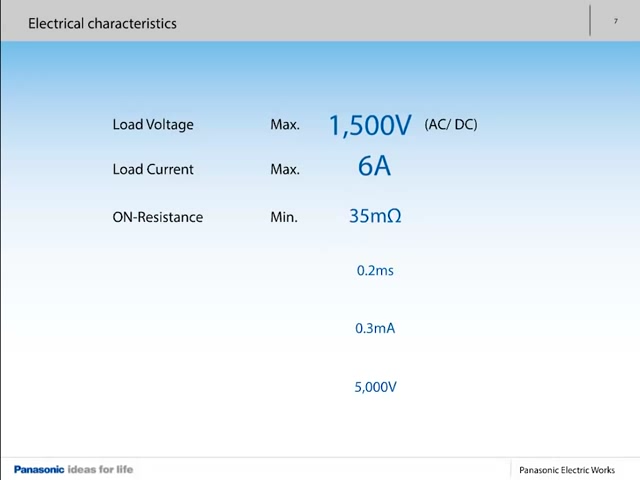 Electrical characteristics
7
Load Voltage Max. 1,500V (AC/ DC)
Load Current Max. 6A
ON-Resistance Min. 35mΩ
0.2ms
0.3mA
5,000V
Panasonic ideas for life
Panasonic Electric Works